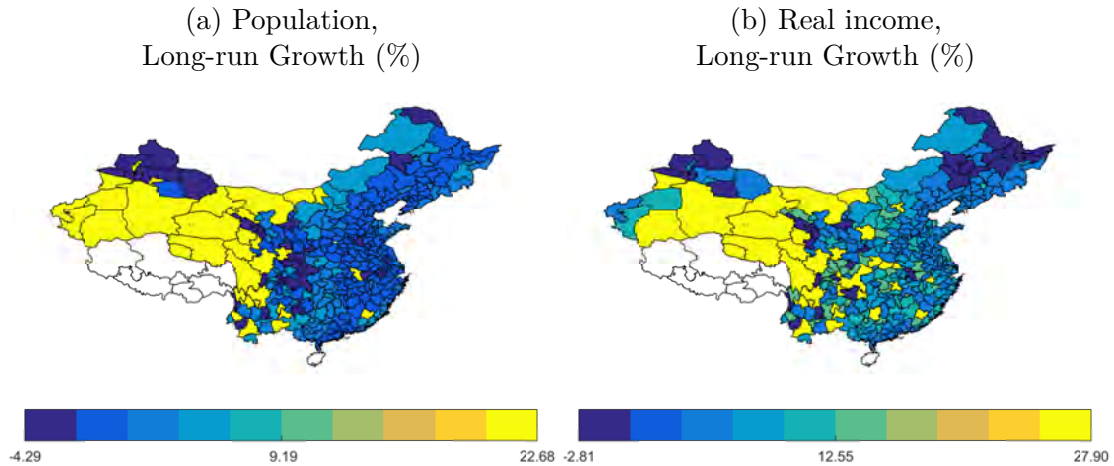 (a) Population,
Long-run Growth (%)
-4.29 9.19 22.68
(b) Real income,
Long-run Growth (%)
-2.81 12.55 27.90